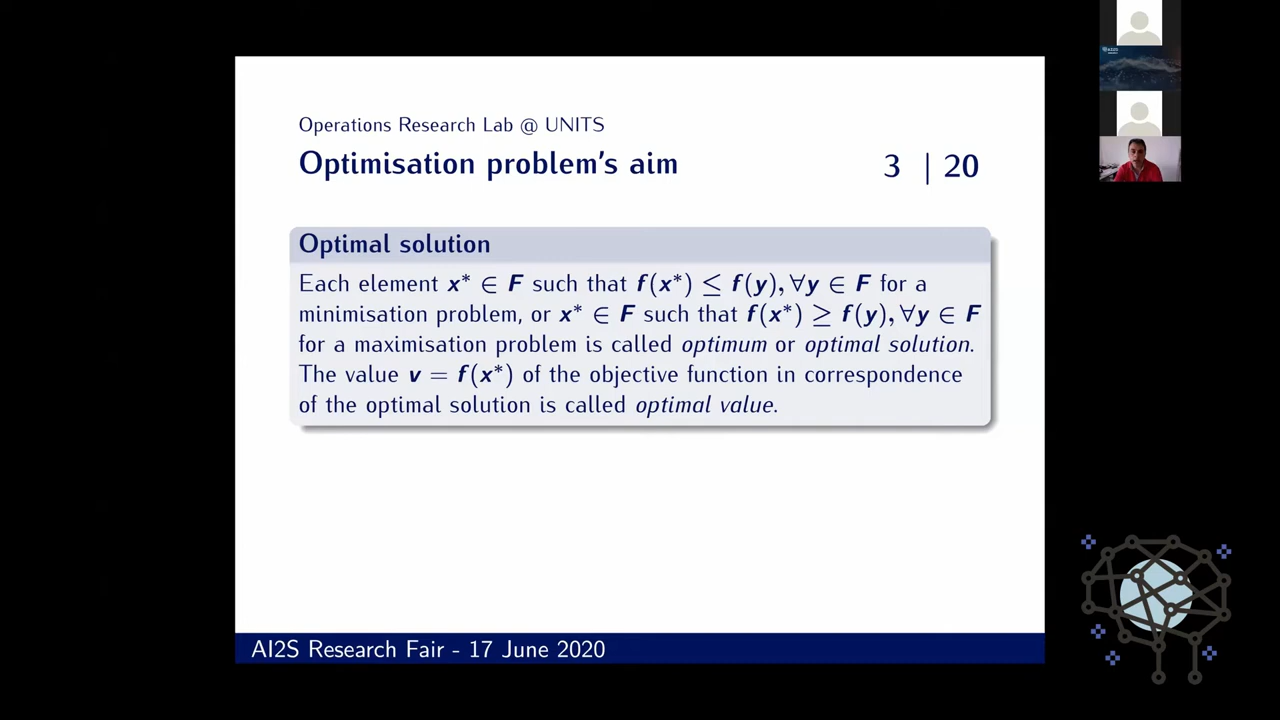 Operations Research Lab @ UNITS
Optimisation problem's aim
3 | 20
Optimal solution
Each element x* ∈ F such that f(x*) ≤ f(y), ∀y ∈ F for a
minimisation problem, or x* ∈ F such that f(x*) ≥ f(y), ∀y ∈ F
for a maximisation problem is called optimum or optimal solution.
The value v = f(x*) of the objective function in correspondence
of the optimal solution is called optimal value.
AI2S Research Fair - 17 June 2020